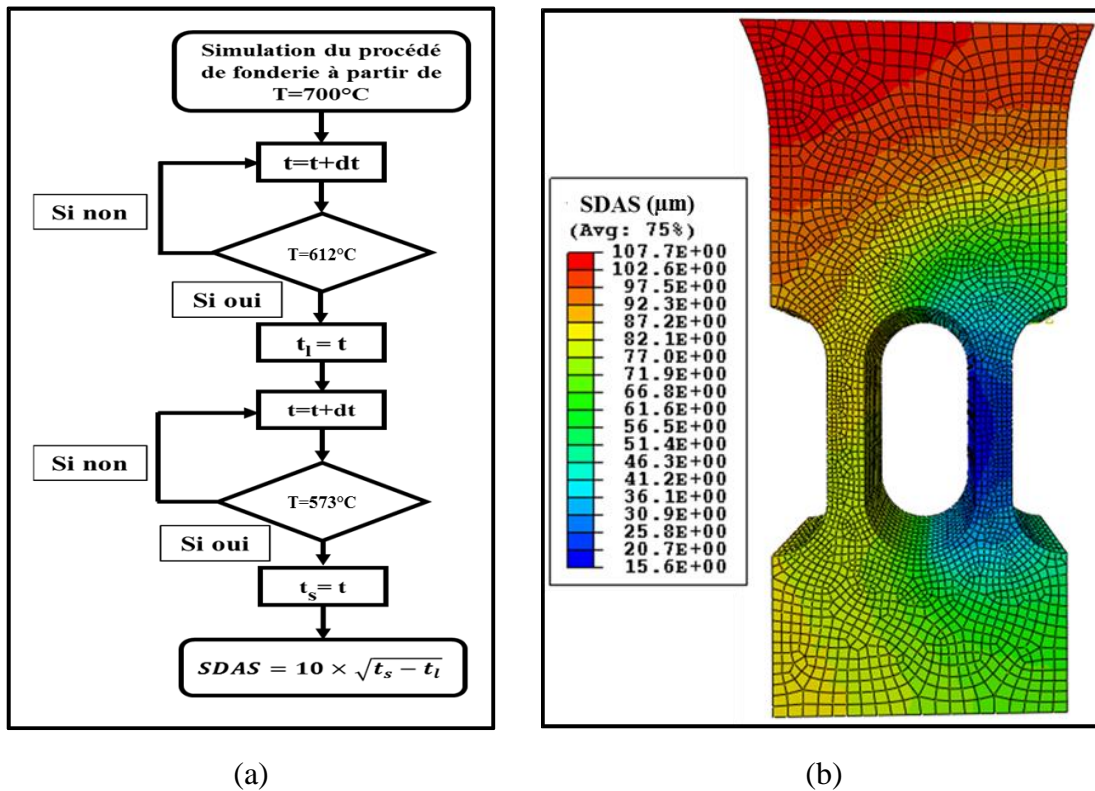 Simulation du procédé
de fonderie à partir de
T=700°C
t=t+dt
Si non
T=612°C
Si oui
t_l = t
t=t+dt
Si non
T=573°C
Si oui
t_s = t
SDAS = 10 × √t_s − t_l
(a)
SDAS (μm)
(Avg: 75%)
107.7E+00
102.6E+00
97.5E+00
92.3E+00
87.2E+00
82.1E+00
77.0E+00
71.9E+00
66.8E+00
61.6E+00
56.5E+00
51.4E+00
46.3E+00
41.2E+00
36.1E+00
30.9E+00
25.8E+00
20.7E+00
15.6E+00
(b)